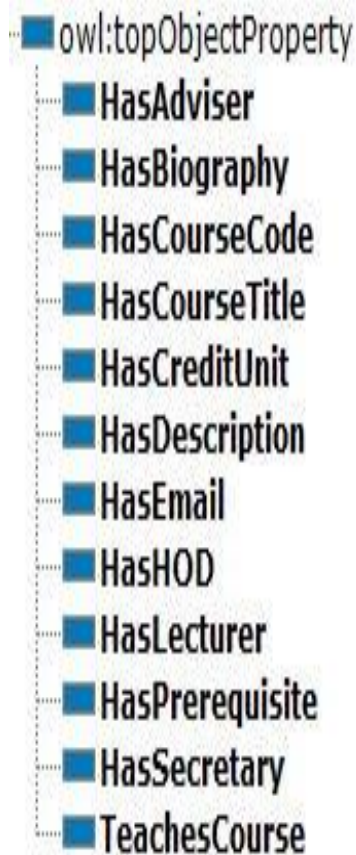 owl:topObjectProperty
HasAdviser
HasBiography
HasCourseCode
HasCourseTitle
HasCreditUnit
HasDescription
HasEmail
HasHOD
HasLecturer
HasPrerequisite
HasSecretary
TeachesCourse